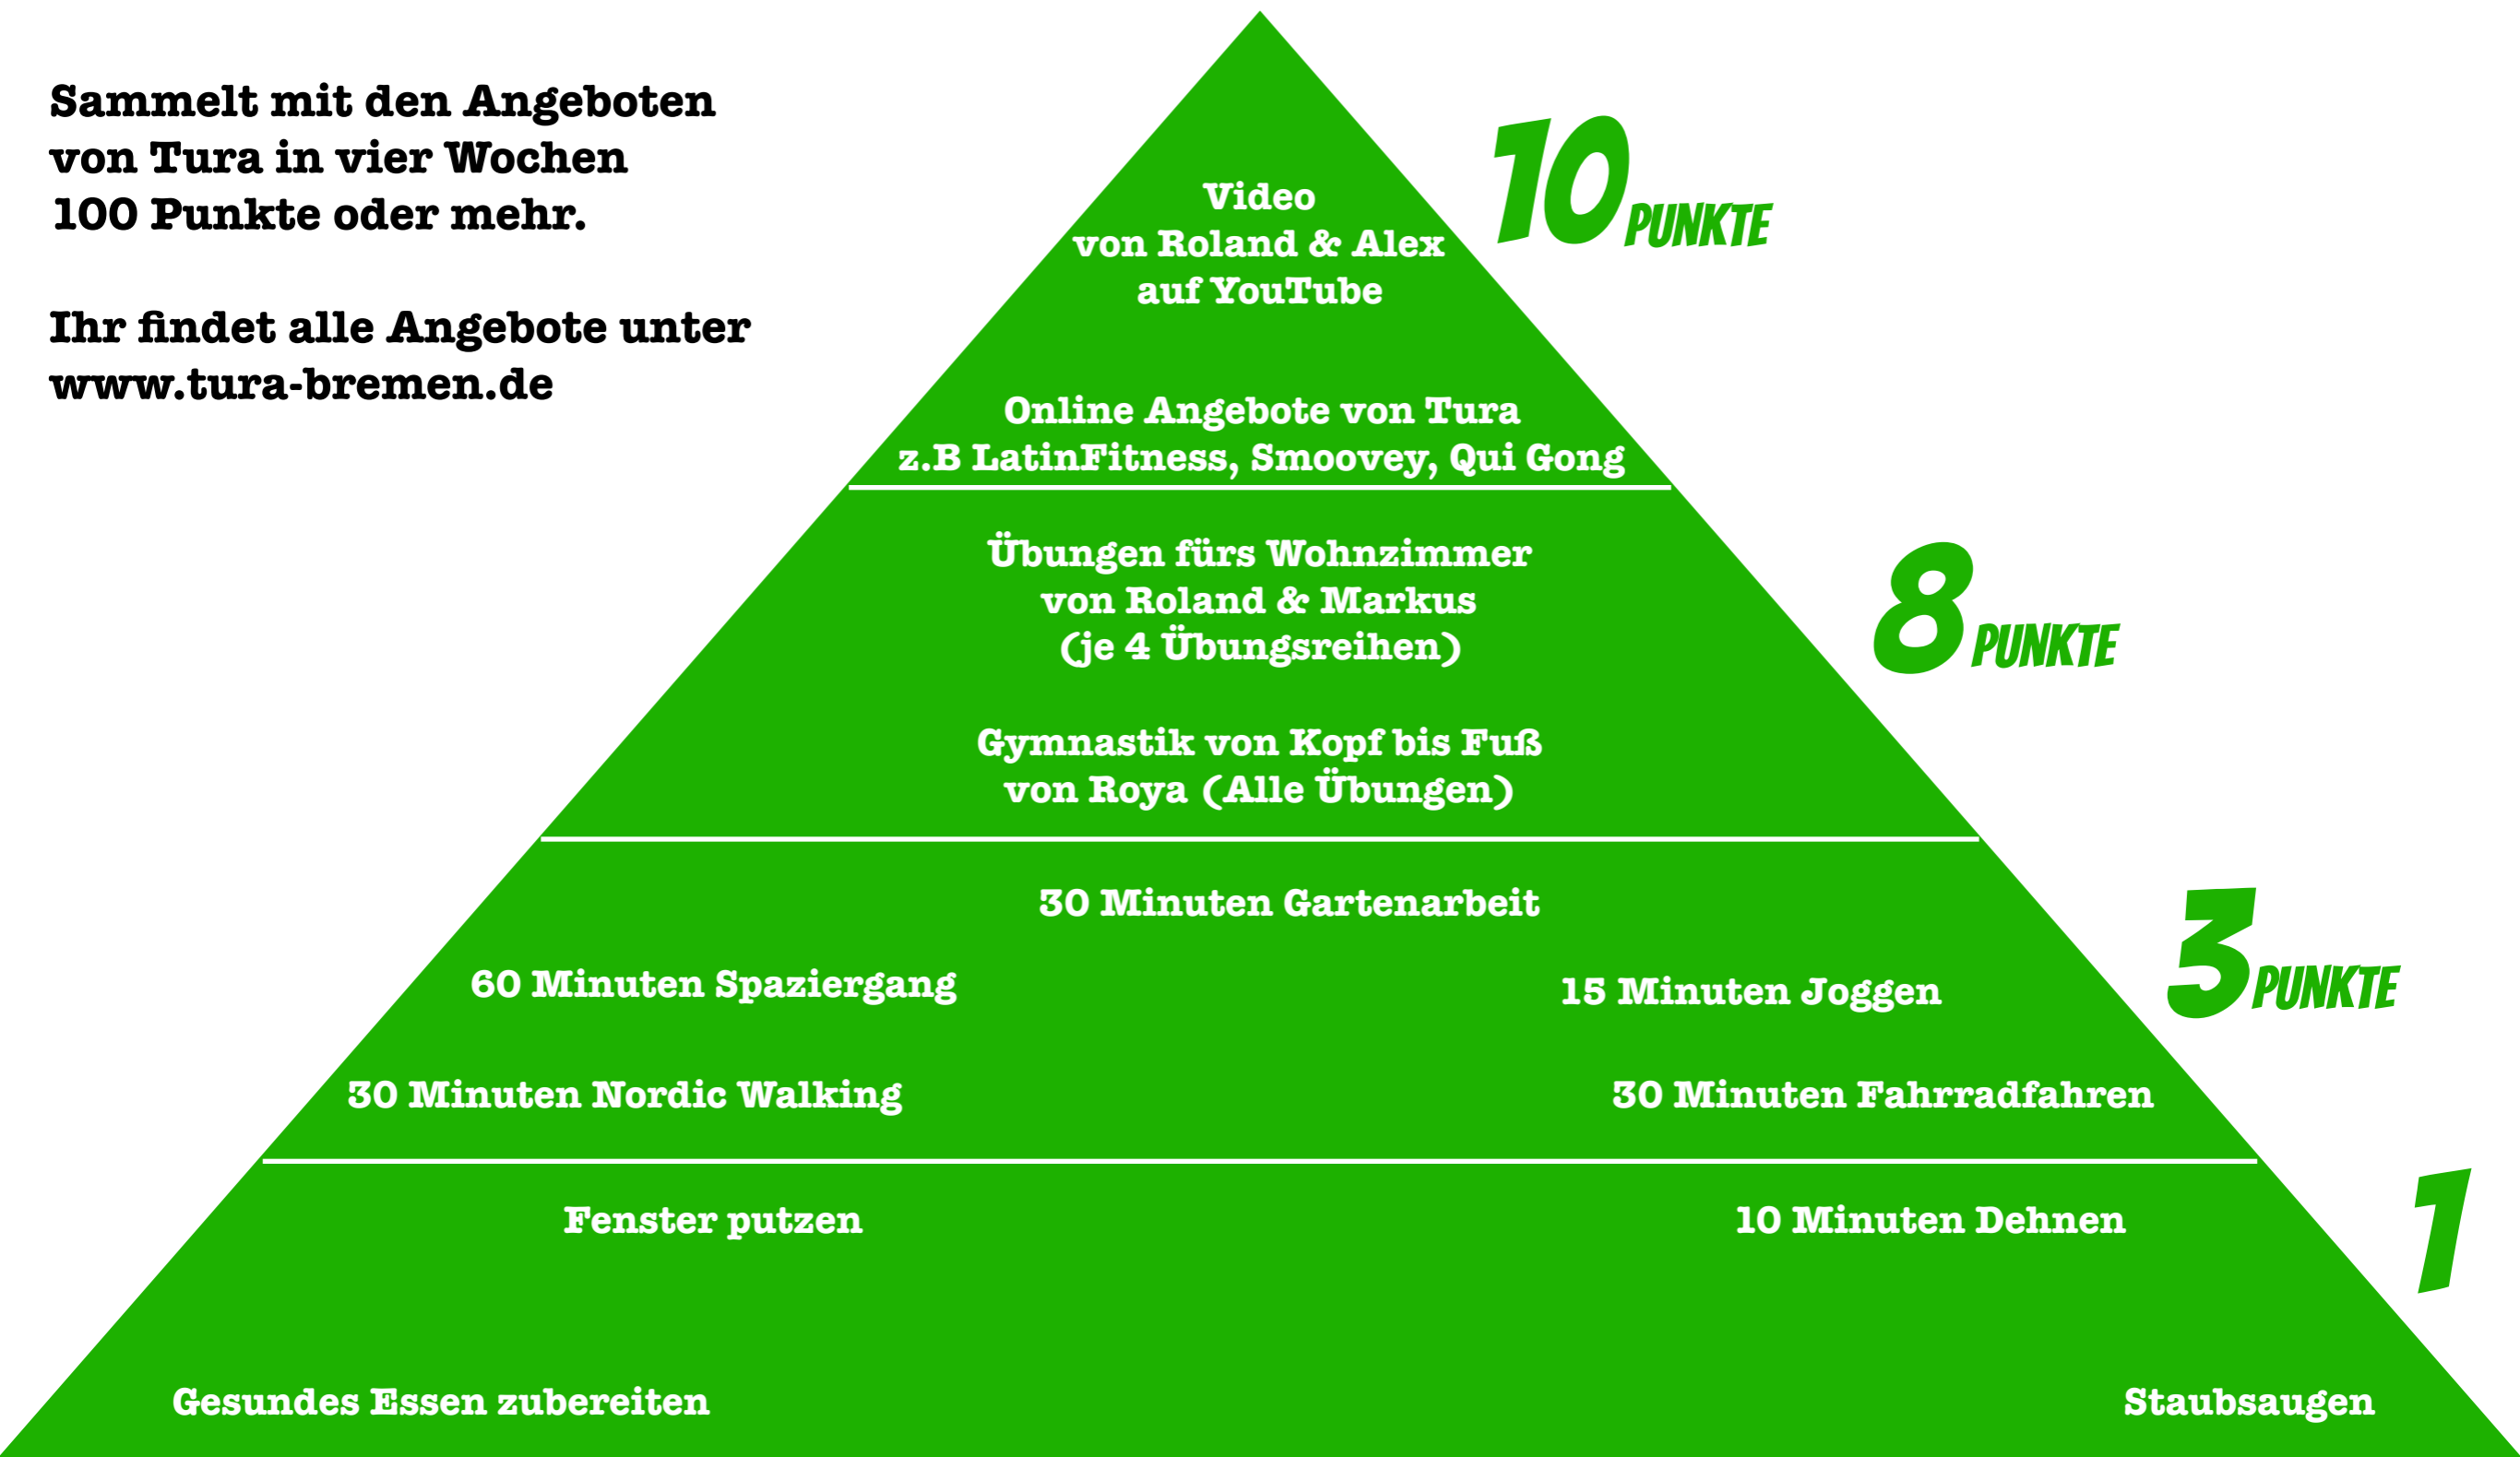 Sammelt mit den Angeboten
von Tura in vier Wochen
100 Punkte oder mehr.
Ihr findet alle Angebote unter
www.tura-bremen.de
Video
von Roland & Alex
auf YouTube
10 PUNKTE
Online Angebote von Tura
z.B LatinFitness, Smoovey, Qui Gong
Übungen fürs Wohnzimmer
von Roland & Markus
(je 4 Übungsreihen)
8 PUNKTE
Gymnastik von Kopf bis Fuß
von Roya (Alle Übungen)
30 Minuten Gartenarbeit
60 Minuten Spaziergang
15 Minuten Joggen
3 PUNKTE
30 Minuten Nordic Walking
30 Minuten Fahrradfahren
Fenster putzen
10 Minuten Dehnen
1
Gesundes Essen zubereiten
Staubsaugen